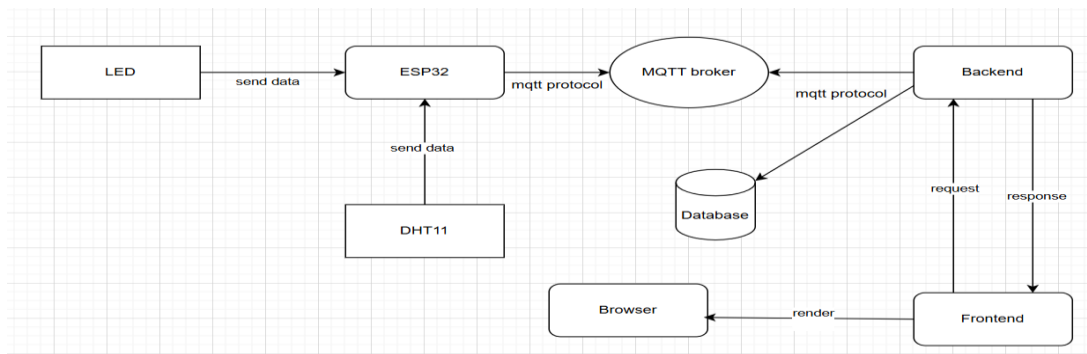 LED
send data
ESP32
mqtt protocol
MQTT broker
mqtt protocol
Backend
send data
DHT11
Database
request
response
Browser
render
Frontend